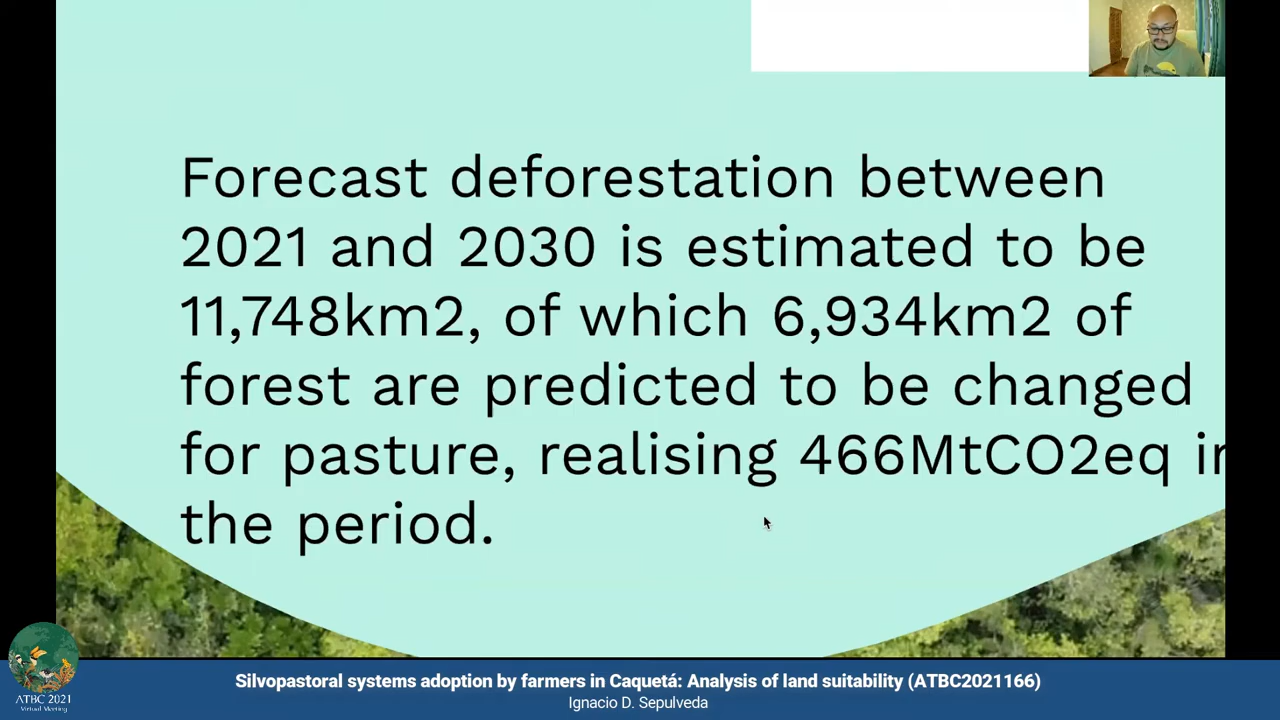 Forecast deforestation between
2021 and 2030 is estimated to be
11,748km2, of which 6,934km2 of
forest are predicted to be changed
for pasture, realising 466MtCO2eq in
the period.
ATBC 2021
Virtual Meeting
Silvopastoral systems adoption by farmers in Caquetá: Analysis of land suitability (ATBC2021166)
Ignacio D. Sepulveda